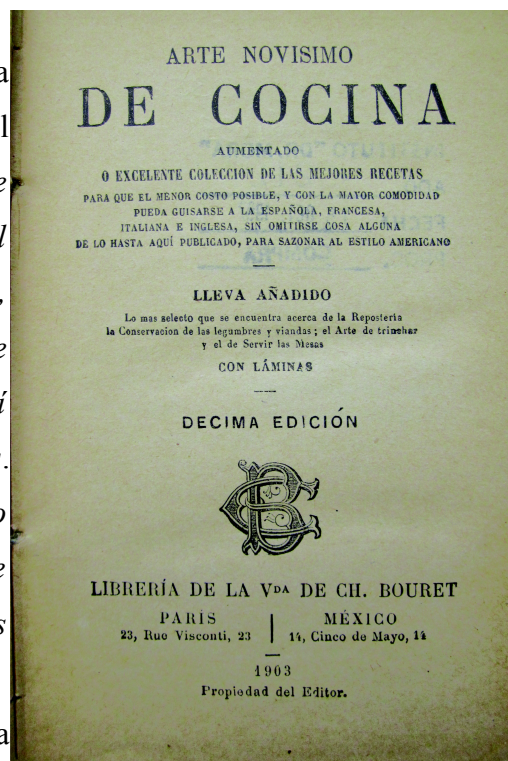 ARTE NOVISIMO
DE COCINA
AUMENTADO
O EXCELENTE COLECCION DE LAS MEJORES RECETAS
PARA QUE EL MENOR COSTO POSIBLE, Y CON LA MAYOR COMODIDAD
PUEDA GUISARSE A LA ESPAÑOLA, FRANCESA,
ITALIANA E INGLESA, SIN OMITIRSE COSA ALGUNA
DE LO HASTA AQUÍ PUBLICADO, PARA SAZONAR AL ESTILO AMERICANO
LLEVA AÑADIDO
Lo mas selecto que se encuentra acerca de la Repostería
la Conservacion de las legumbres y viandas ; el Arte de trinchar
y el de Servir las Mesas
CON LÁMINAS
DECIMA EDICIÓN
CB
LIBRERÍA DE LA VDA DE CH. BOURET
PARÍS
23, Rue Visconti, 23
MÉXICO
14, Cinco de Mayo, 14
1903
Propiedad del Editor.